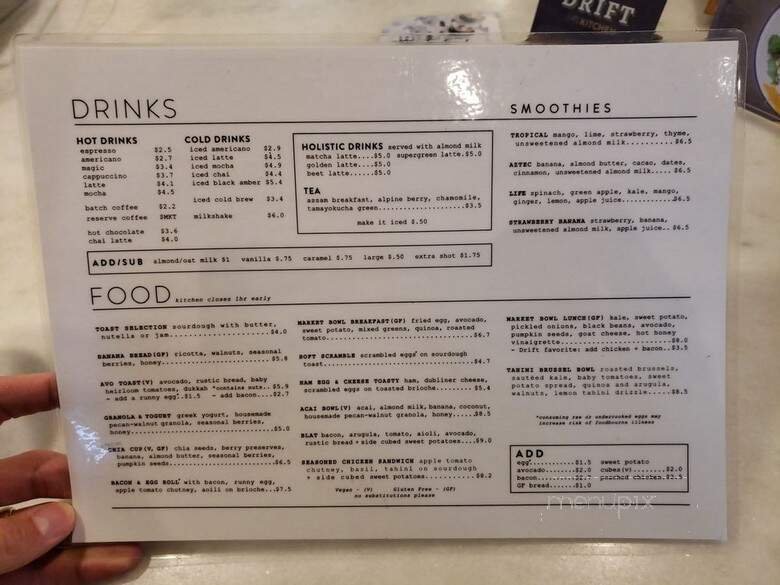 DRIFT
KITCHEN
DRINKS
HOT DRINKS
espresso $2.5
americano $2.7
magic $3.4
cappuccino $3.7
latte $4.1
mocha $4.5
batch coffee $2.2
reserve coffee $MKT
hot chocolate $3.6
chai latte $4.0
COLD DRINKS
iced americano $2.9
iced latte $4.5
iced mocha $4.9
iced chai $4.4
iced black amber $5.4
iced cold brew $3.4
milkshake $6.0
HOLISTIC DRINKS served with almond milk
matcha latte....$5.0 supergreen latte.$5.0
golden latte....$5.0
beet latte.....$5.0
TEA
assam breakfast, alpine berry, chamomile,
tamayokucha green.......................$3.5
make it iced $.50
ADD/SUB almond/oat milk $1 vanilla $.75 caramel $.75 large $.50 extra shot $1.75
SMOOTHIES
TROPICAL mango, lime, strawberry, thyme,
unsweetened almond milk..........$6.5
AZTEC banana, almond butter, cacao, dates,
cinnamon, unsweetened almond milk.... $6.5
LIFE spinach, green apple, kale, mango,
ginger, lemon, apple juice............$6.5
STRAWBERRY BANANA strawberry, banana,
unsweetened almond milk, apple juice.. $6.5
FOOD kitchen closes 1hr early
TOAST SELECTION sourdough with butter,
nutella or jam..........................$4.0
BANANA BREAD(GF) ricotta, walnuts, seasonal
berries, honey..........................$5.8
AVO TOAST(V) avocado, rustic bread, baby
heirloom tomatoes, dukkah *contains nuts..$5.9
- add a runny egg*.$1.5 - add bacon...$2.7
GRANOLA & YOGURT greek yogurt, housemade
pecan-walnut granola, seasonal berries,
honey...................................$5.0
CHIA CUP(V, GF) chia seeds, berry preserves,
banana, almond butter, seasonal berries,
pumpkin seeds...........................$6.5
BACON & EGG ROLL* with bacon, runny egg,
apple tomato chutney, aoili on brioche...$7.5
MARKET BOWL BREAKFAST(GF) fried egg, avocado,
sweet potato, mixed greens, quinoa, roasted
tomato..................................$6.7
SOFT SCRAMBLE scrambled eggs* on sourdough
toast...................................$4.7
HAM EGG & CHEESE TOASTY ham, dubliner cheese,
scrambled eggs on toasted brioche.......$5.4
ACAI BOWL(V) acai, almond milk, banana, coconut,
housemade pecan-walnut granola, honey.....$8.5
BLAT bacon, arugula, tomato, aioli, avocado,
rustic bread + side cubed sweet potatoes....$9.0
SEASONED CHICKEN SANDWICH apple tomato
chutney, basil, tahini on sourdough
+ side cubed sweet potatoes.............$8.2
Vegan - (V) Gluten Free - (GF)
no substitutions please
MARKET BOWL LUNCH(GF) kale, sweet potato,
pickled onions, black beans, avocado,
pumpkin seeds, goat cheese, hot honey
vinaigrette.............................$8.0
- Drift favorite: add chicken + bacon..$3.5
TAHINI BRUSSEL BOWL roasted brussels,
sautéed kale, baby tomatoes, sweet
potato spread, quinoa and arugula,
walnuts, lemon tahini drizzle.......$8.5
*consuming raw or undercooked eggs may
increase risk of foodbourne illness
ADD
egg*..........$1.5 sweet potato
avocado.......$2.0 cubes(v).......$2.0
bacon.........$2.7 poached chicken.$3.5
GF bread....$1.0
menupix